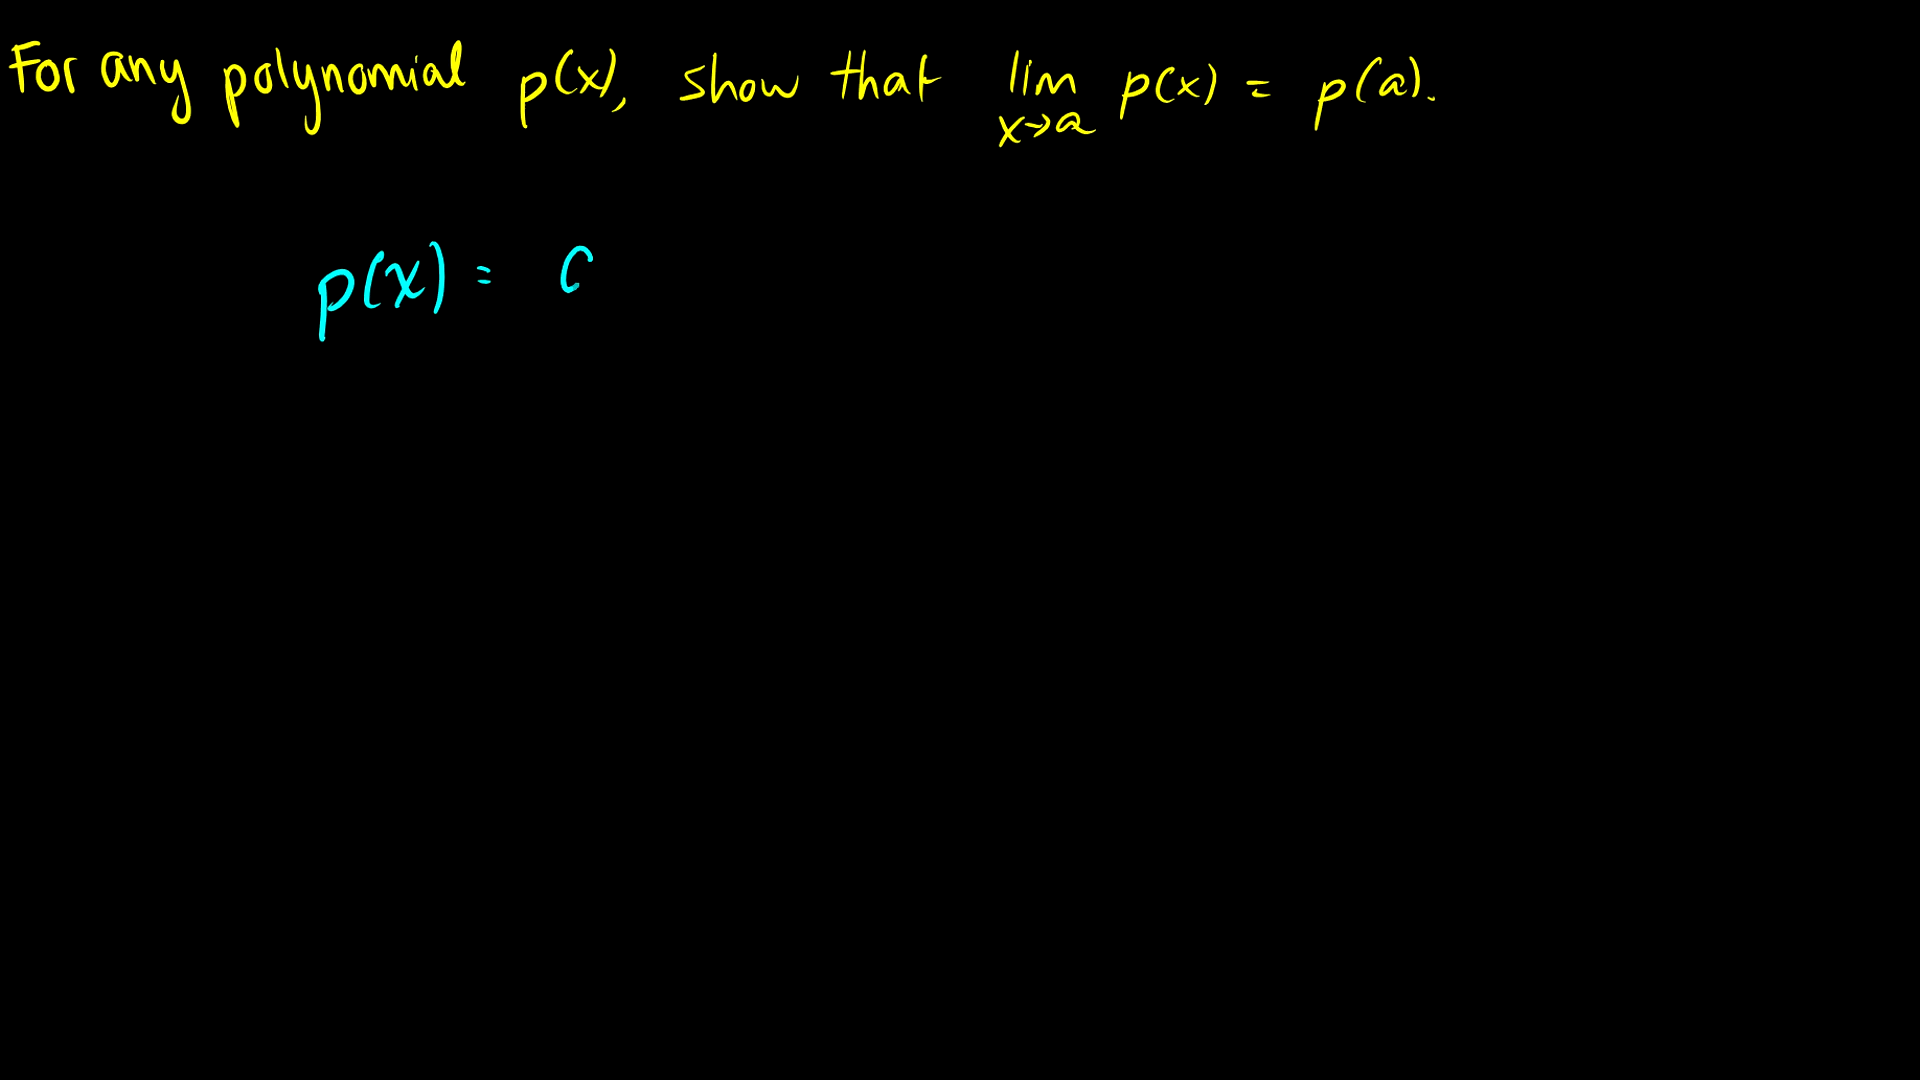 For any polynomial p(x), show that lim p(x) = p(a).
x→a
p(x) = c